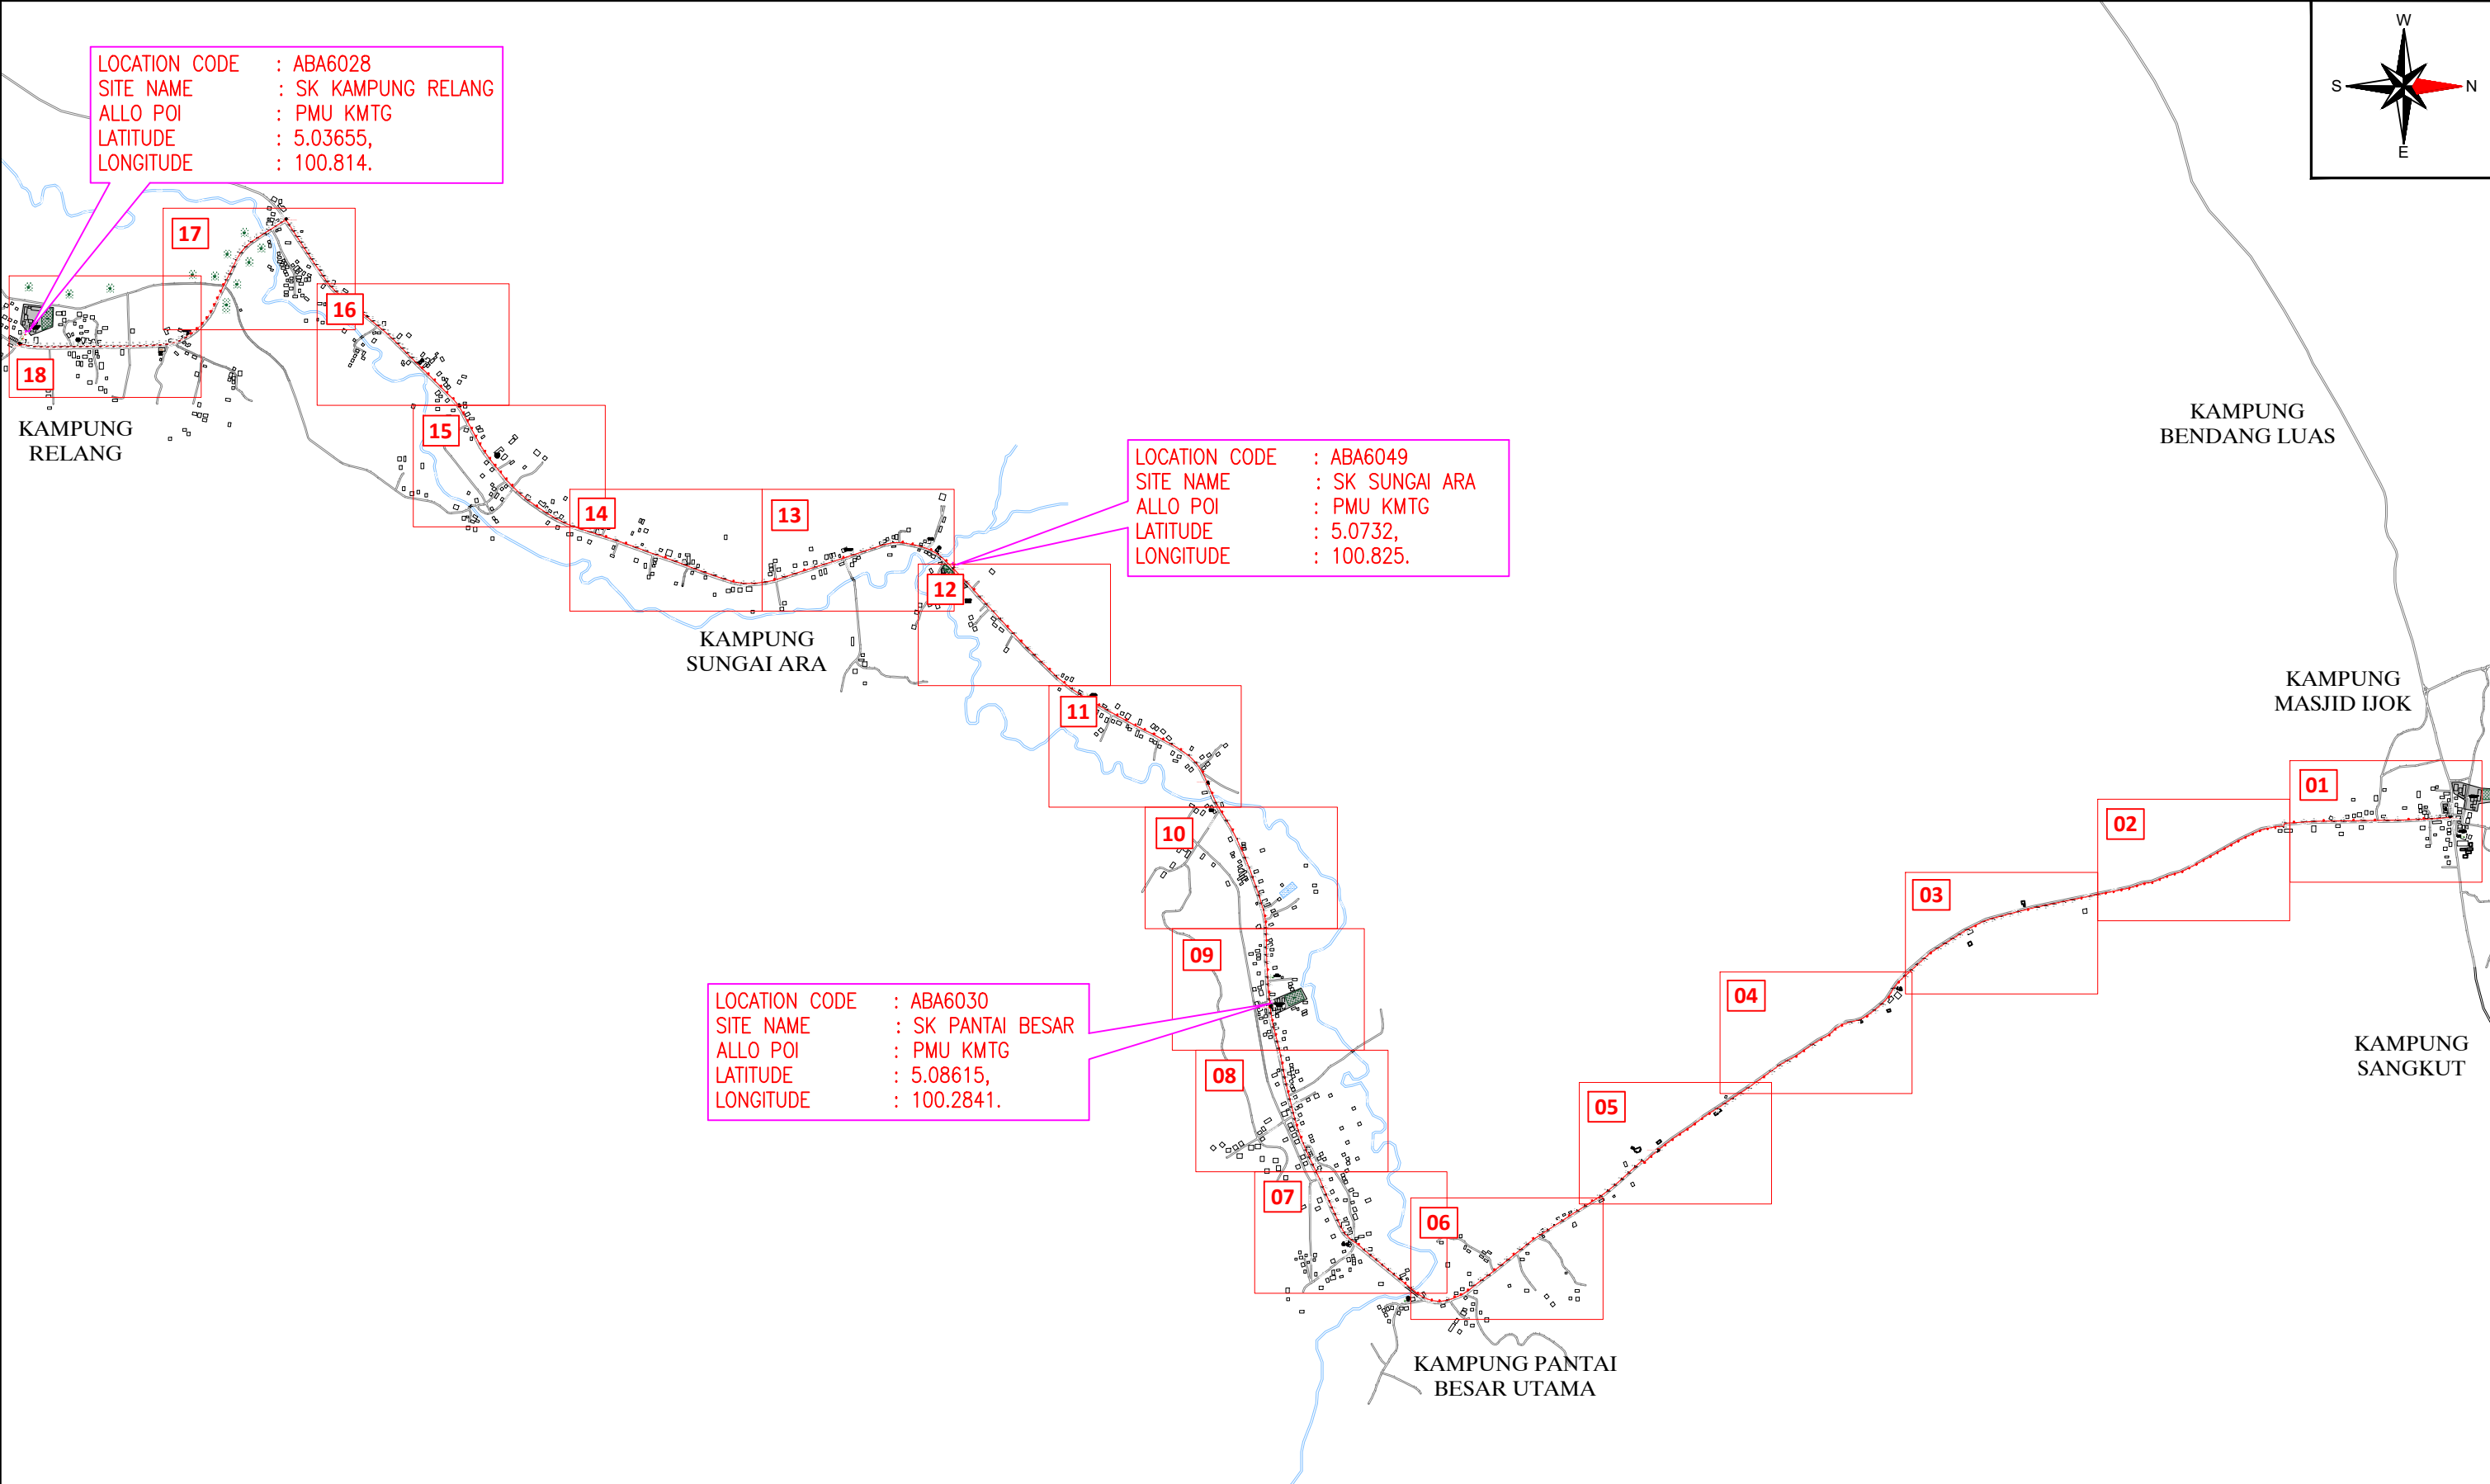 W
S
N
E
LOCATION CODE : ABA6028
SITE NAME : SK KAMPUNG RELANG
ALLO POI : PMU KMTG
LATITUDE : 5.03655,
LONGITUDE : 100.814.
17
16
18
KAMPUNG
RELANG
15
KAMPUNG
BENDANG LUAS
LOCATION CODE : ABA6049
SITE NAME : SK SUNGAI ARA
ALLO POI : PMU KMTG
LATITUDE : 5.0732,
LONGITUDE : 100.825.
14
13
12
KAMPUNG
SUNGAI ARA
KAMPUNG
MASJID IJOK
11
01
02
10
03
09
04
LOCATION CODE : ABA6030
SITE NAME : SK PANTAI BESAR
ALLO POI : PMU KMTG
LATITUDE : 5.08615,
LONGITUDE : 100.2841.
KAMPUNG
SANGKUT
08
05
07
06
KAMPUNG PANTAI
BESAR UTAMA